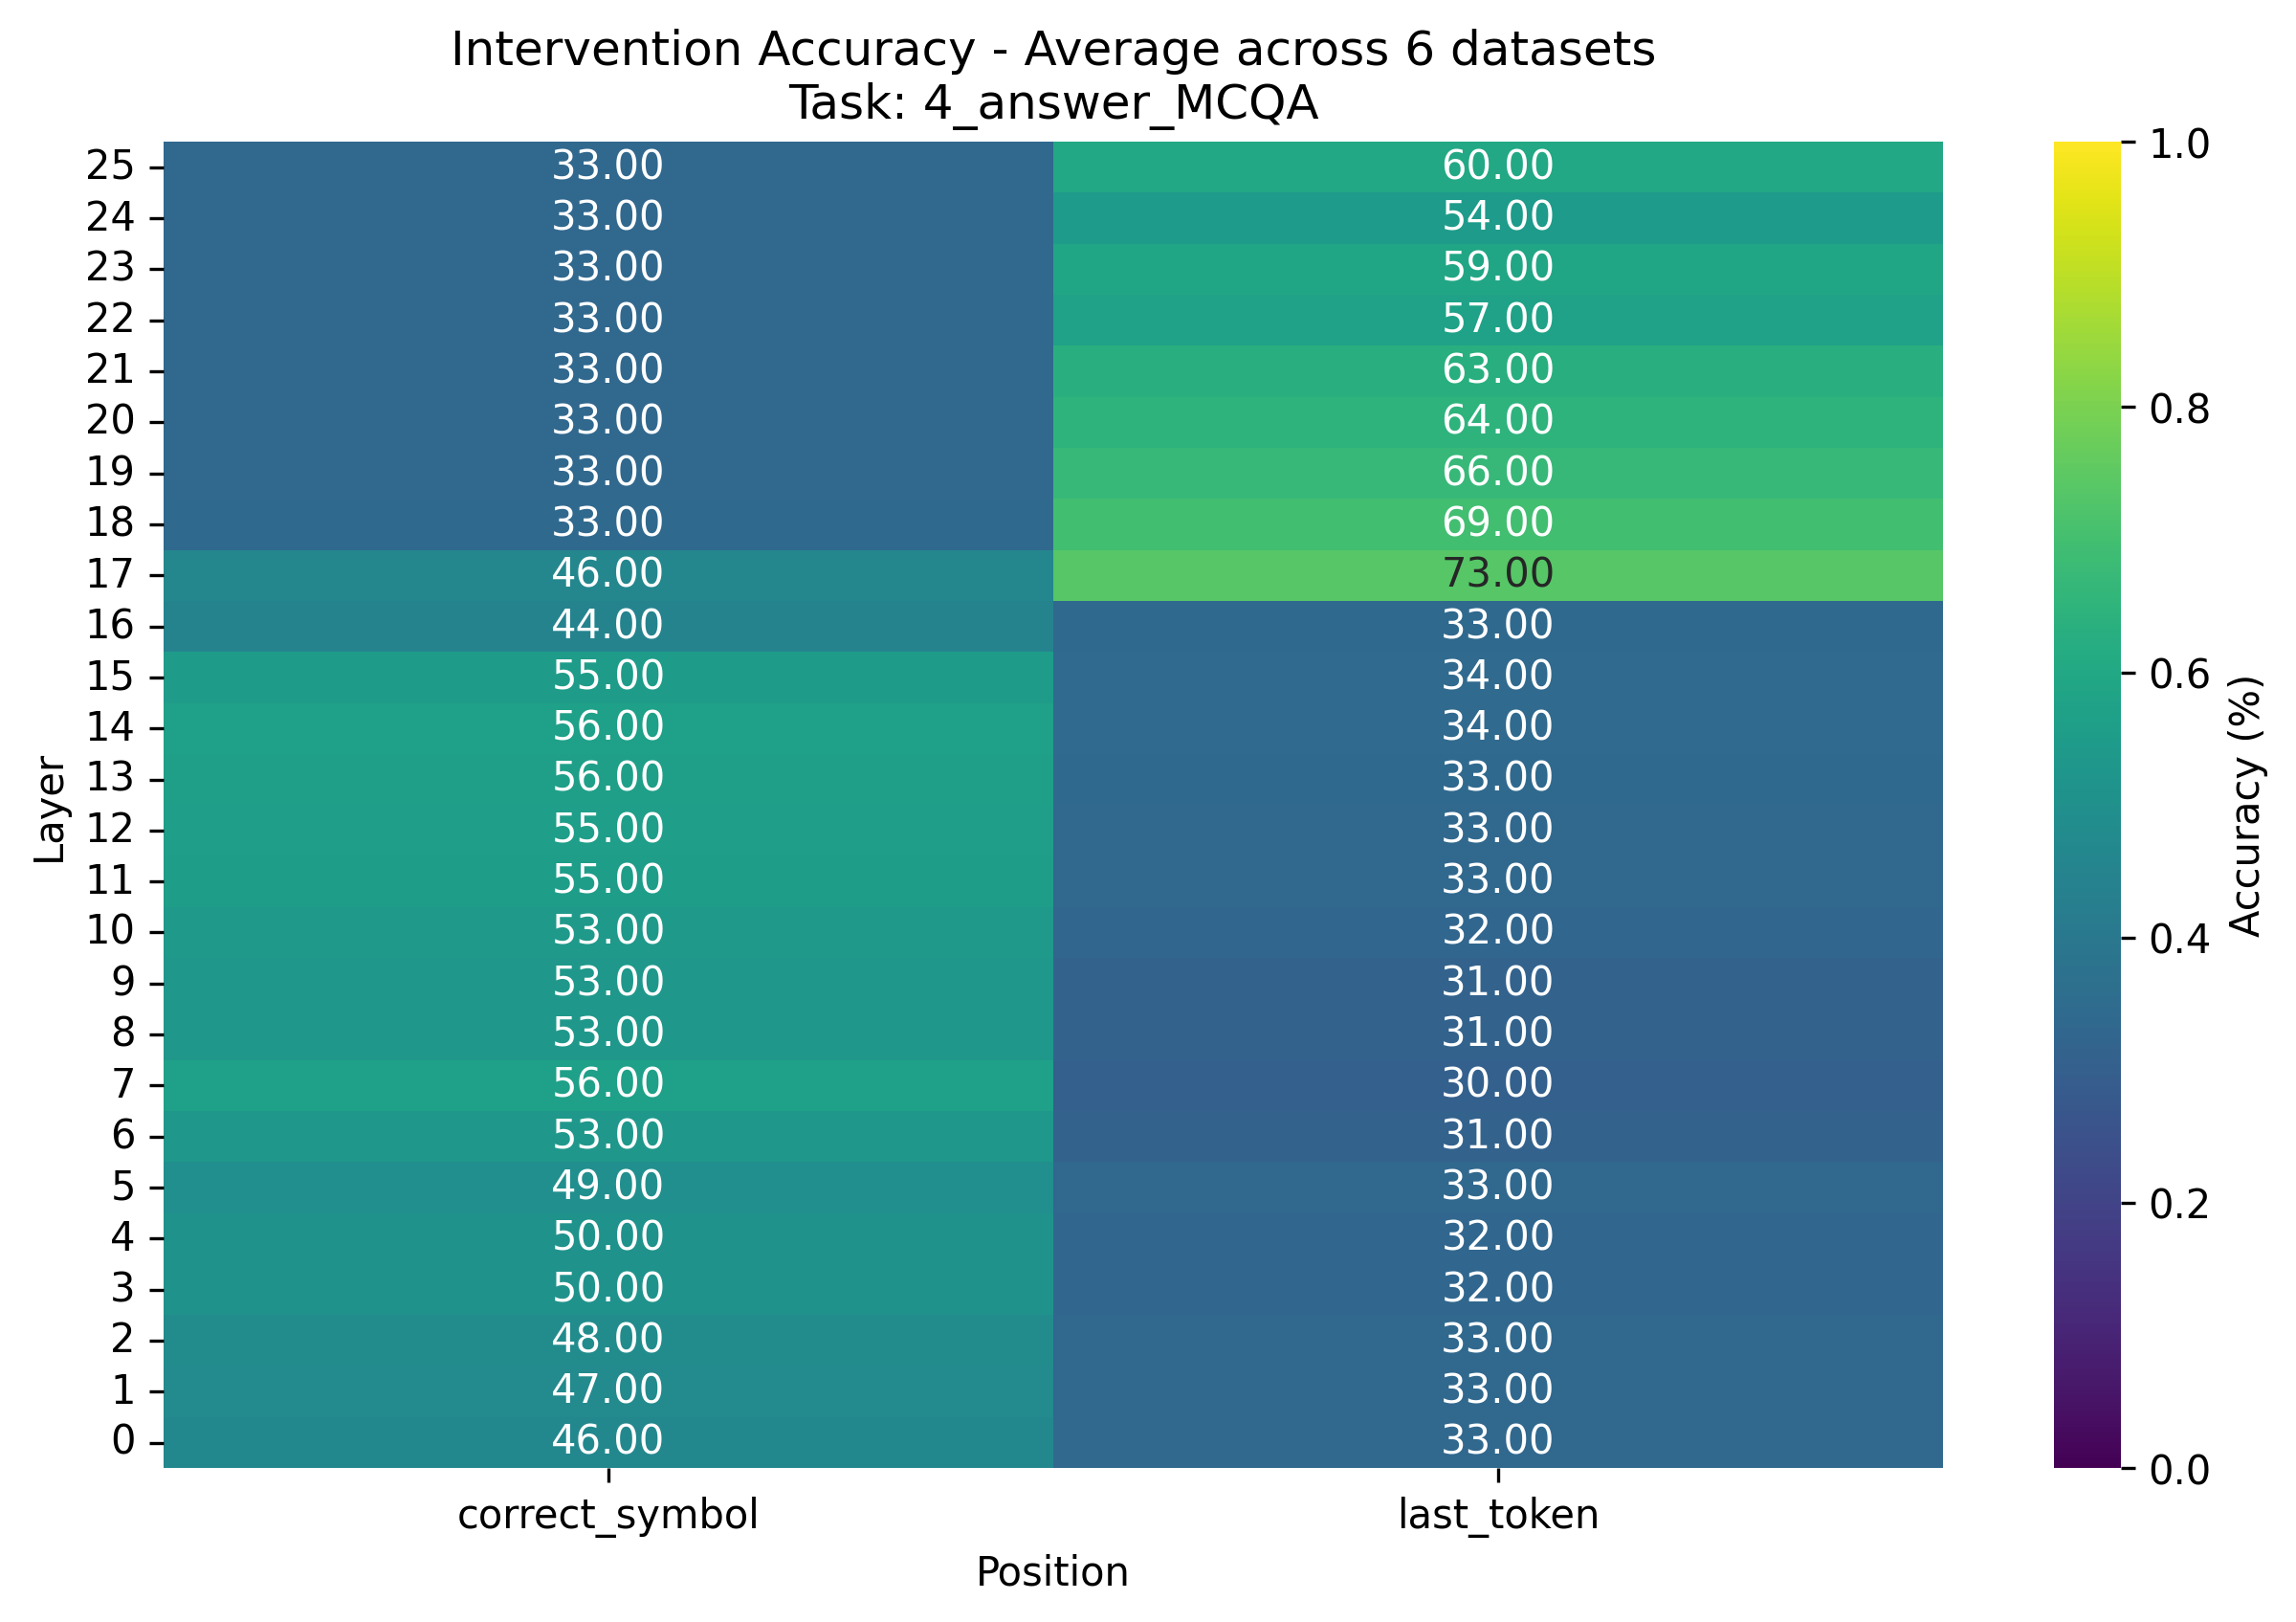 Intervention Accuracy - Average across 6 datasets
Task: 4_answer_MCQA
25 33.00 60.00
24 33.00 54.00
23 33.00 59.00
22 33.00 57.00
21 33.00 63.00
20 33.00 64.00
19 33.00 66.00
18 33.00 69.00
17 46.00 73.00
16 44.00 33.00
15 55.00 34.00
14 56.00 34.00
13 56.00 33.00
12 55.00 33.00
11 55.00 33.00
10 53.00 32.00
9 53.00 31.00
8 53.00 31.00
7 56.00 30.00
6 53.00 31.00
5 49.00 33.00
4 50.00 32.00
3 50.00 32.00
2 48.00 33.00
1 47.00 33.00
0 46.00 33.00
Layer
correct_symbol last_token
Position
1.0
0.8
0.6
0.4
0.2
0.0
Accuracy (%)